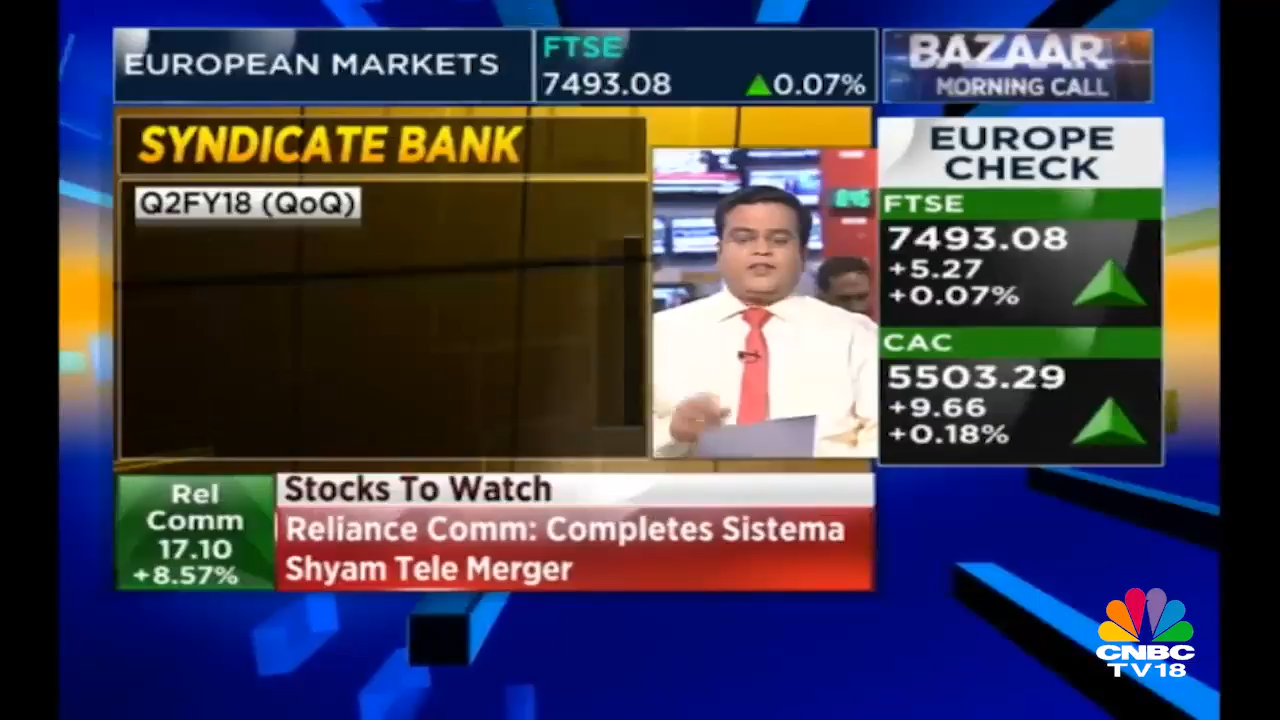 EUROPEAN MARKETS
FTSE
7493.08 ▲0.07%
BAZAAR
MORNING CALL
SYNDICATE BANK
Q2FY18 (QoQ)
EUROPE
CHECK
FTSE
7493.08
+5.27
+0.07%
CAC
5503.29
+9.66
+0.18%
Rel
Comm
17.10
+8.57%
Stocks To Watch
Reliance Comm: Completes Sistema
Shyam Tele Merger
CNBC
TV18